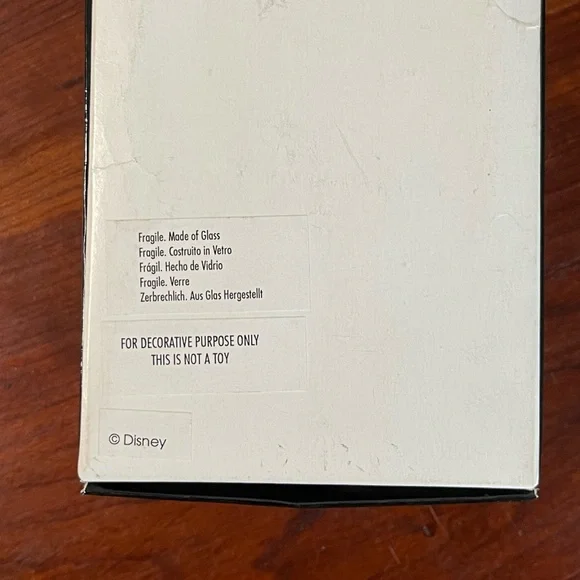 Fragile. Made of Glass
Fragile. Costruito in Vetro
Frágil. Hecho de Vidrio
Fragile. Verre
Zerbrechlich. Aus Glas Hergestellt
FOR DECORATIVE PURPOSE ONLY
THIS IS NOT A TOY
© Disney